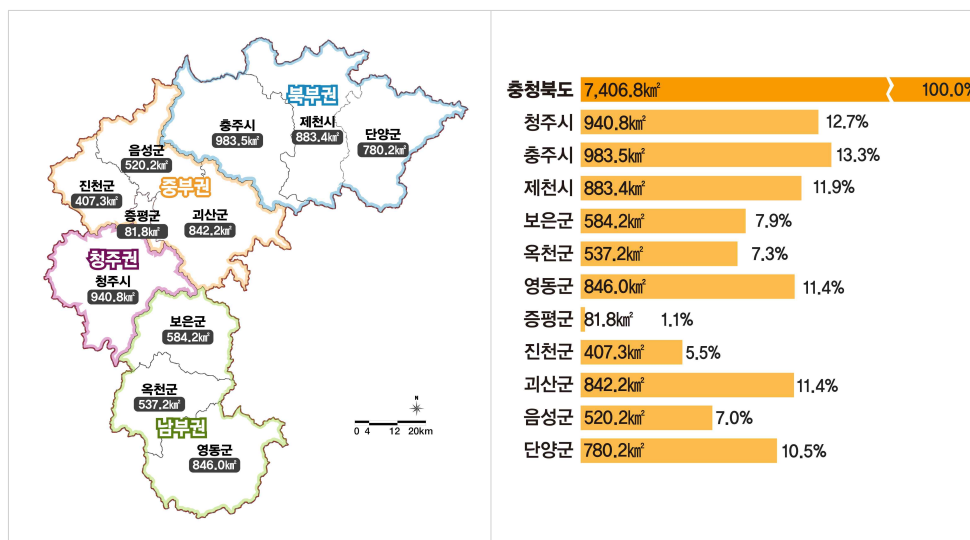 북부권
충주시
983.5㎢
제천시
883.4㎢
단양군
780.2㎢
음성군
520.2㎢
중부권
진천군
407.3㎢
증평군
81.8㎢
괴산군
842.2㎢
청주권
청주시
940.8㎢
보은군
584.2㎢
옥천군
537.2㎢
남부권
영동군
846.0㎢
N
0 4 12 20km
충청북도 7,406.8㎢ 100.0%
청주시 940.8㎢ 12.7%
충주시 983.5㎢ 13.3%
제천시 883.4㎢ 11.9%
보은군 584.2㎢ 7.9%
옥천군 537.2㎢ 7.3%
영동군 846.0㎢ 11.4%
증평군 81.8㎢ 1.1%
진천군 407.3㎢ 5.5%
괴산군 842.2㎢ 11.4%
음성군 520.2㎢ 7.0%
단양군 780.2㎢ 10.5%